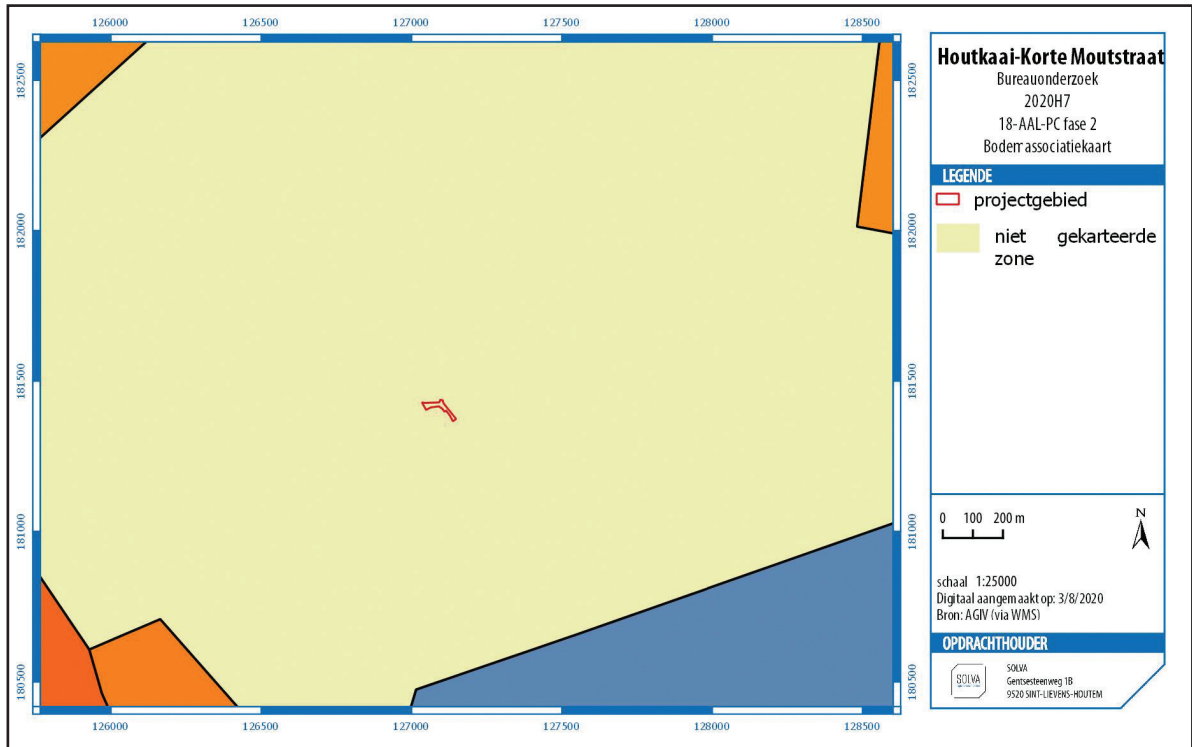 126000 126500 127000 127500 128000 128500
182500 182500
182000 182000
181500 181500
181000 181000
180500 180500
126000 126500 127000 127500 128000 128500
Houtkaai-Korte Moutstraat
Bureauonderzoek
2020H7
18-AAL-PC fase 2
Bodemassociatiekaart
LEGENDE
projectgebied
niet gekarteerde
zone
0 100 200 m
N
schaal 1:25000
Digitaal aangemaakt op: 3/8/2020
Bron: AGIV (via WMS)
OPDRACHTHOUDER
SOLVA
SOLVA
Gentsesteenweg 1B
9520 SINT-LIEVENS-HOUTEM